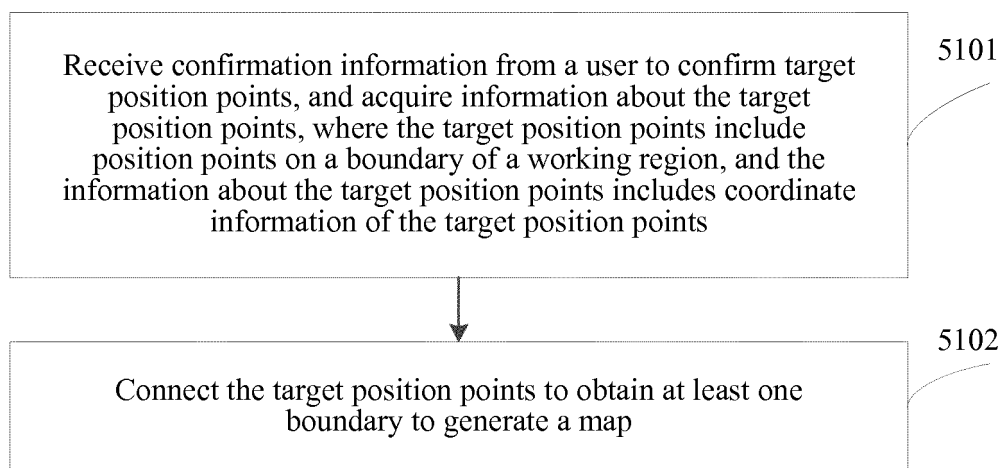 5101
Receive confirmation information from a user to confirm target
position points, and acquire information about the target
position points, where the target position points include
position points on a boundary of a working region, and the
information about the target position points includes coordinate
information of the target position points
5102
Connect the target position points to obtain at least one
boundary to generate a map